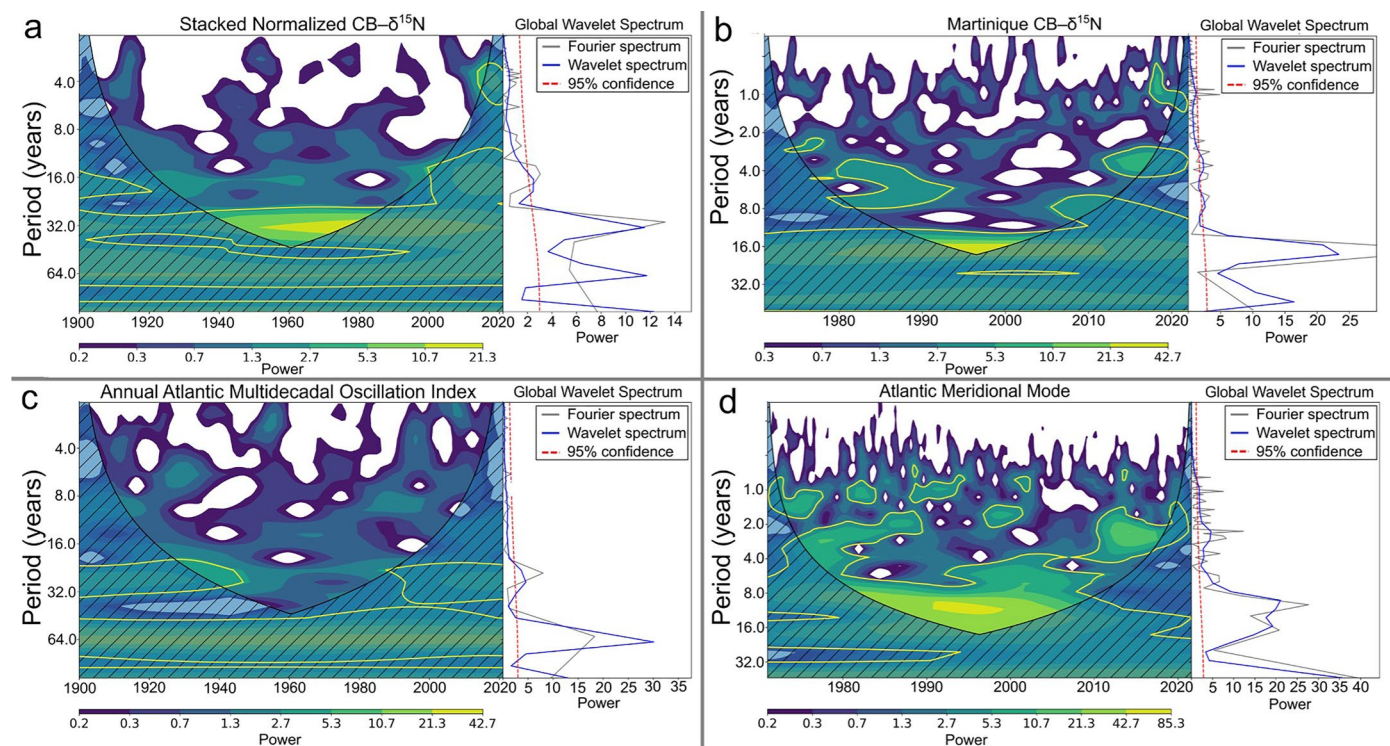 a
Stacked Normalized CB–δ¹⁵N
Global Wavelet Spectrum
Fourier spectrum
Wavelet spectrum
95% confidence
Period (years)
4.0
8.0
16.0
32.0
64.0
1900 1920 1940 1960 1980 2000 2020
2 4 6 8 10 12 14
Power
0.2 0.3 0.7 1.3 2.7 5.3 10.7 21.3
Power
b
Martinique CB–δ¹⁵N
Global Wavelet Spectrum
Fourier spectrum
Wavelet spectrum
95% confidence
Period (years)
1.0
2.0
4.0
8.0
16.0
32.0
1980 1990 2000 2010 2020
5 10 15 20 25
Power
0.3 0.7 1.3 2.7 5.3 10.7 21.3 42.7
Power
c
Annual Atlantic Multidecadal Oscillation Index
Global Wavelet Spectrum
Fourier spectrum
Wavelet spectrum
95% confidence
Period (years)
4.0
8.0
16.0
32.0
64.0
1900 1920 1940 1960 1980 2000 2020
5 10 15 20 25 30 35
Power
0.2 0.3 0.7 1.3 2.7 5.3 10.7 21.3 42.7
Power
d
Atlantic Meridional Mode
Global Wavelet Spectrum
Fourier spectrum
Wavelet spectrum
95% confidence
Period (years)
1.0
2.0
4.0
8.0
16.0
32.0
1980 1990 2000 2010 2020
5 10 15 20 25 30 35 40
Power
0.2 0.3 0.7 1.3 2.7 5.3 10.7 21.3 42.7 85.3
Power